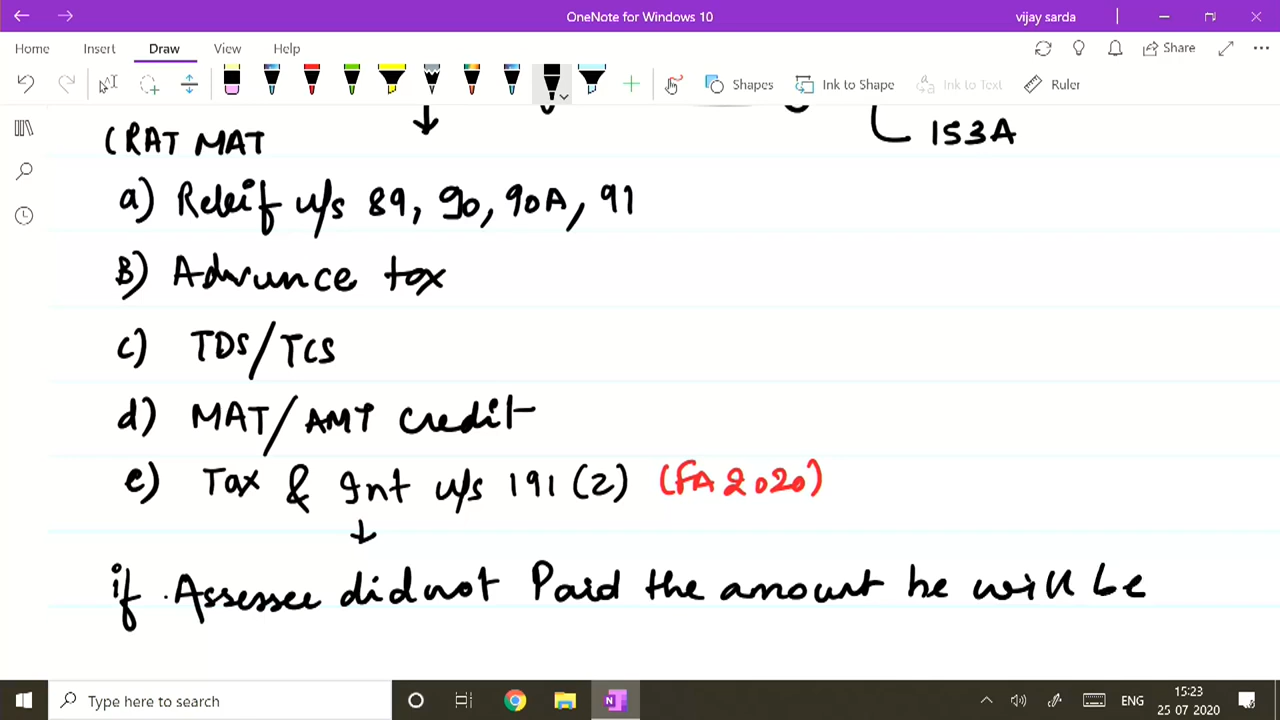 OneNote for Windows 10
vijay sarda
Home Insert Draw View Help
Share
Shapes Ink to Shape Ink to Text Ruler
153A
(RAT MAT
a) Releif u/s 89, 90, 90A, 91
B) Advance tax
c) TDS/TCS
d) MAT/AMT credit
e) Tax & Int u/s 191(2) (FA 2020)
if Assessee did not Paid the amount he will be
Type here to search
ENG
15:23
25-07-2020